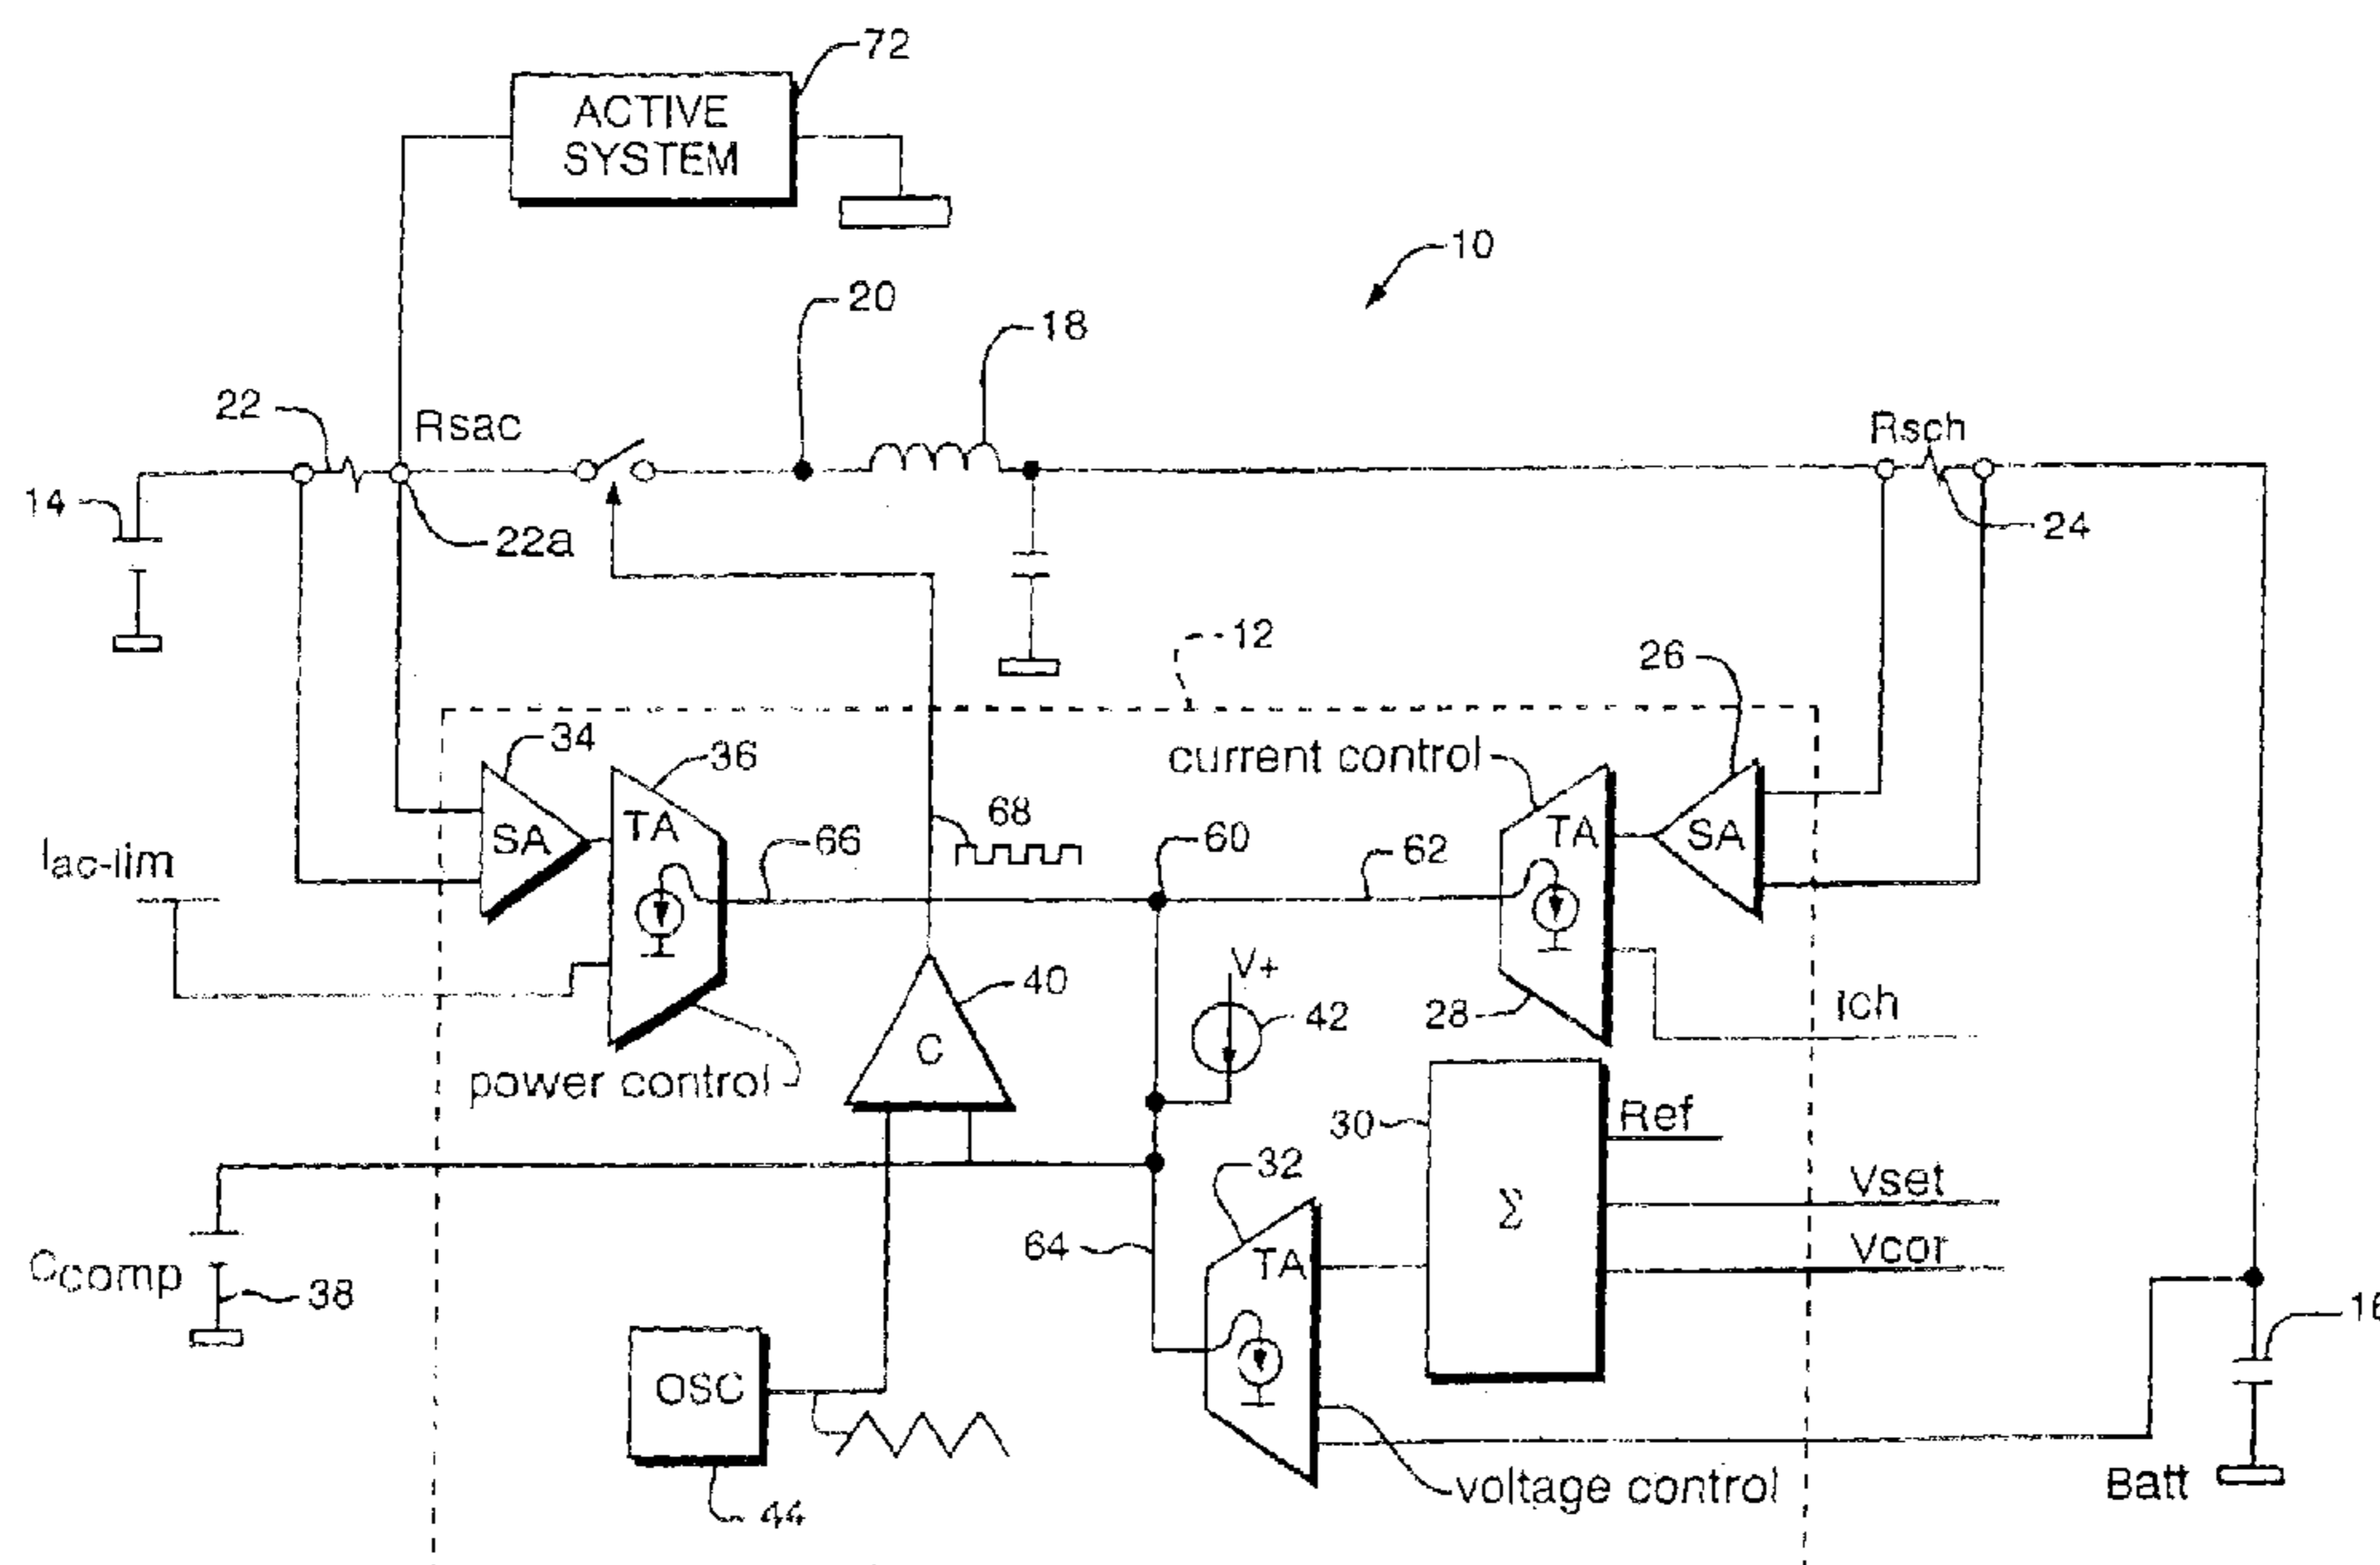 72
ACTIVE
SYSTEM
10
20
18
22
Rsac
Rsch
14
22a
24
12
26
34
36
current control
68
66
60
62
TA
SA
SA
TA
Iac-lim
V+
40
42
28
Ich
C
power control
30
Ref
32
Σ
Vset
64
TA
Vcor
Ccomp
38
OSC
voltage control
Batt
44